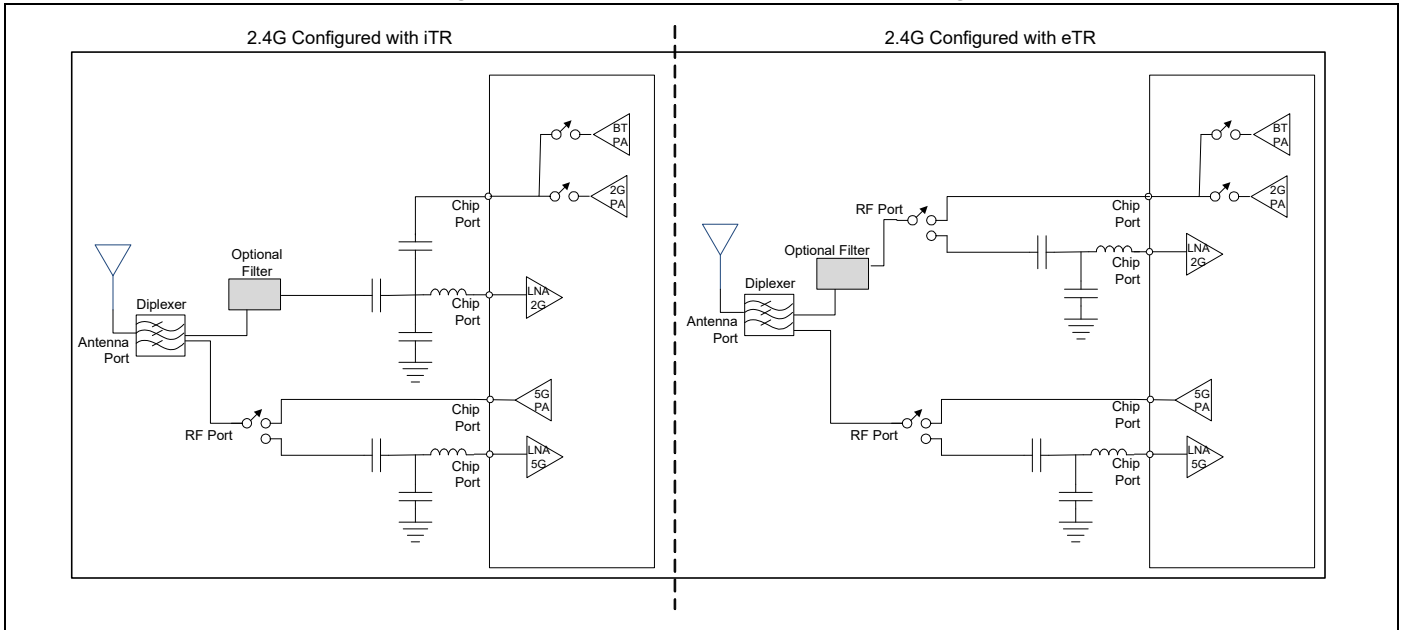 2.4G Configured with iTR
BT
PA
2G
PA
Chip
Port
Optional
Filter
LNA
2G
Chip
Port
Diplexer
Antenna
Port
5G
PA
Chip
Port
RF Port
LNA
5G
Chip
Port
2.4G Configured with eTR
BT
PA
2G
PA
Chip
Port
RF Port
Optional Filter
LNA
2G
Chip
Port
Diplexer
Antenna
Port
5G
PA
Chip
Port
RF Port
LNA
5G
Chip
Port